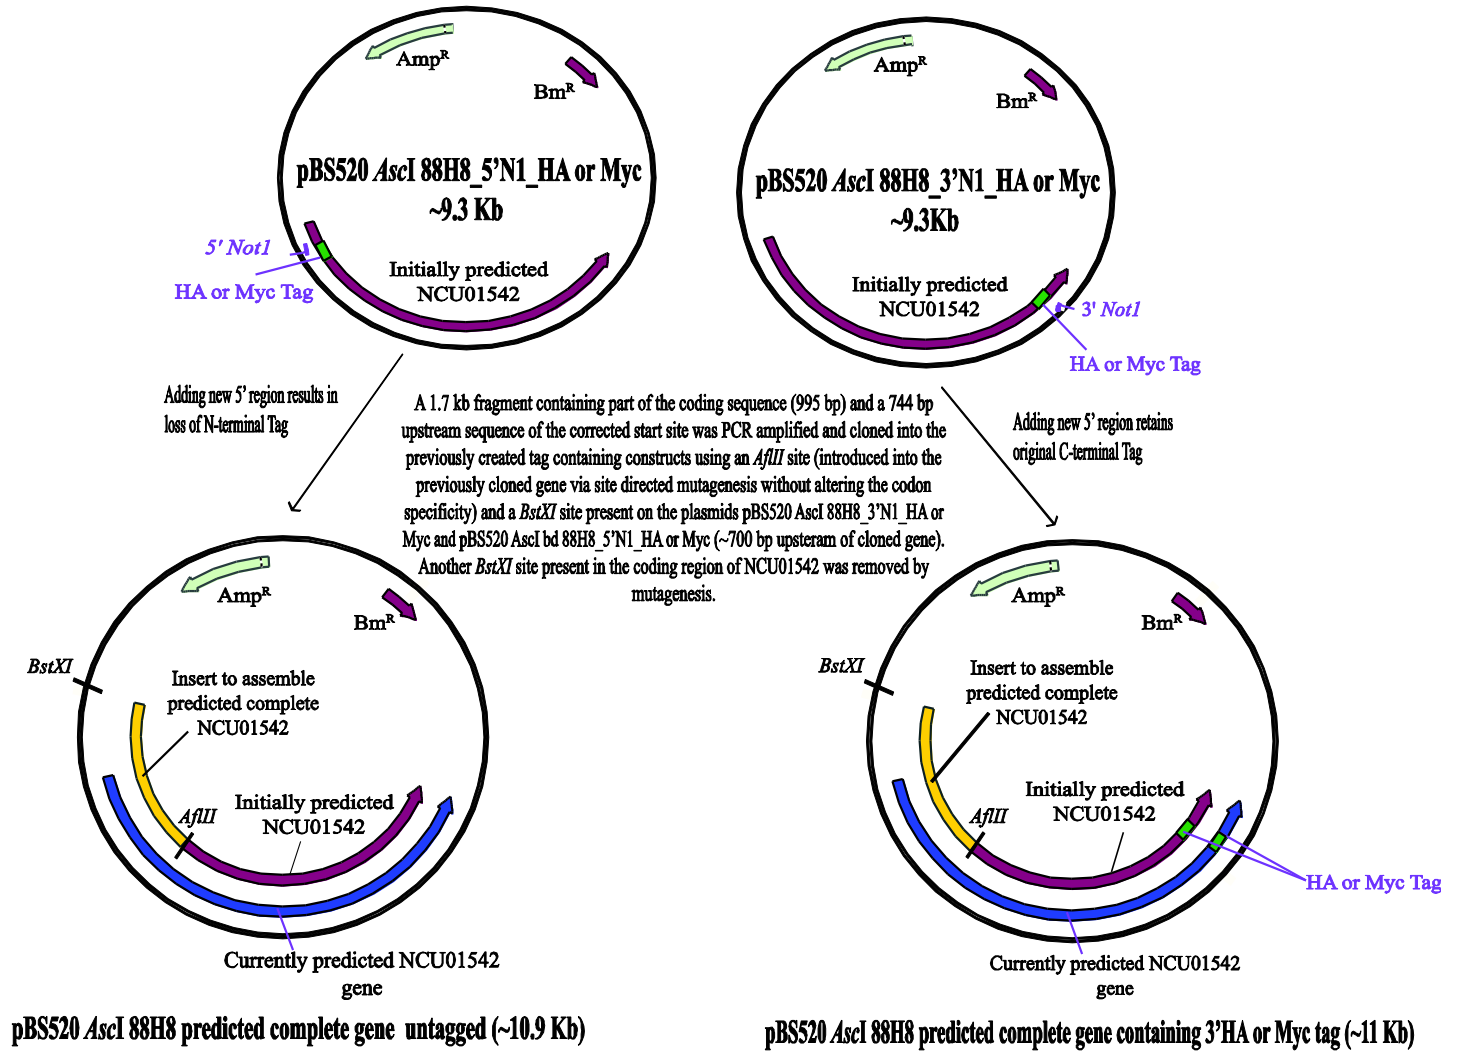 Amp^R
Bm^R
pBS520 AscI 88H8_5'N1_HA or Myc
~9.3 Kb
5' Not1
HA or Myc Tag
Initially predicted
NCU01542
Amp^R
Bm^R
pBS520 AscI 88H8_3'N1_HA or Myc
~9.3Kb
Initially predicted
NCU01542
3' Not1
HA or Myc Tag
Adding new 5' region results in
loss of N-terminal Tag
A 1.7 kb fragment containing part of the coding sequence (995 bp) and a 744 bp
upstream sequence of the corrected start site was PCR amplified and cloned into the
previously created tag containing constructs using an AflII site (introduced into the
previously cloned gene via site directed mutagenesis without altering the codon
specificity) and a BstXI site present on the plasmids pBS520 AscI 88H8_3'N1_HA or
Myc and pBS520 AscI bd 88H8_5'N1_HA or Myc (~700 bp upsteram of cloned gene).
Another BstXI site present in the coding region of NCU01542 was removed by
mutagenesis.
Adding new 5' region retains
original C-terminal Tag
Amp^R
Bm^R
BstXI
Insert to assemble
predicted complete
NCU01542
AflII
Initially predicted
NCU01542
Currently predicted NCU01542
gene
pBS520 AscI 88H8 predicted complete gene untagged (~10.9 Kb)
Amp^R
Bm^R
BstXI
Insert to assemble
predicted complete
NCU01542
AflII
Initially predicted
NCU01542
HA or Myc Tag
Currently predicted NCU01542
gene
pBS520 AscI 88H8 predicted complete gene containing 3'HA or Myc tag (~11 Kb)